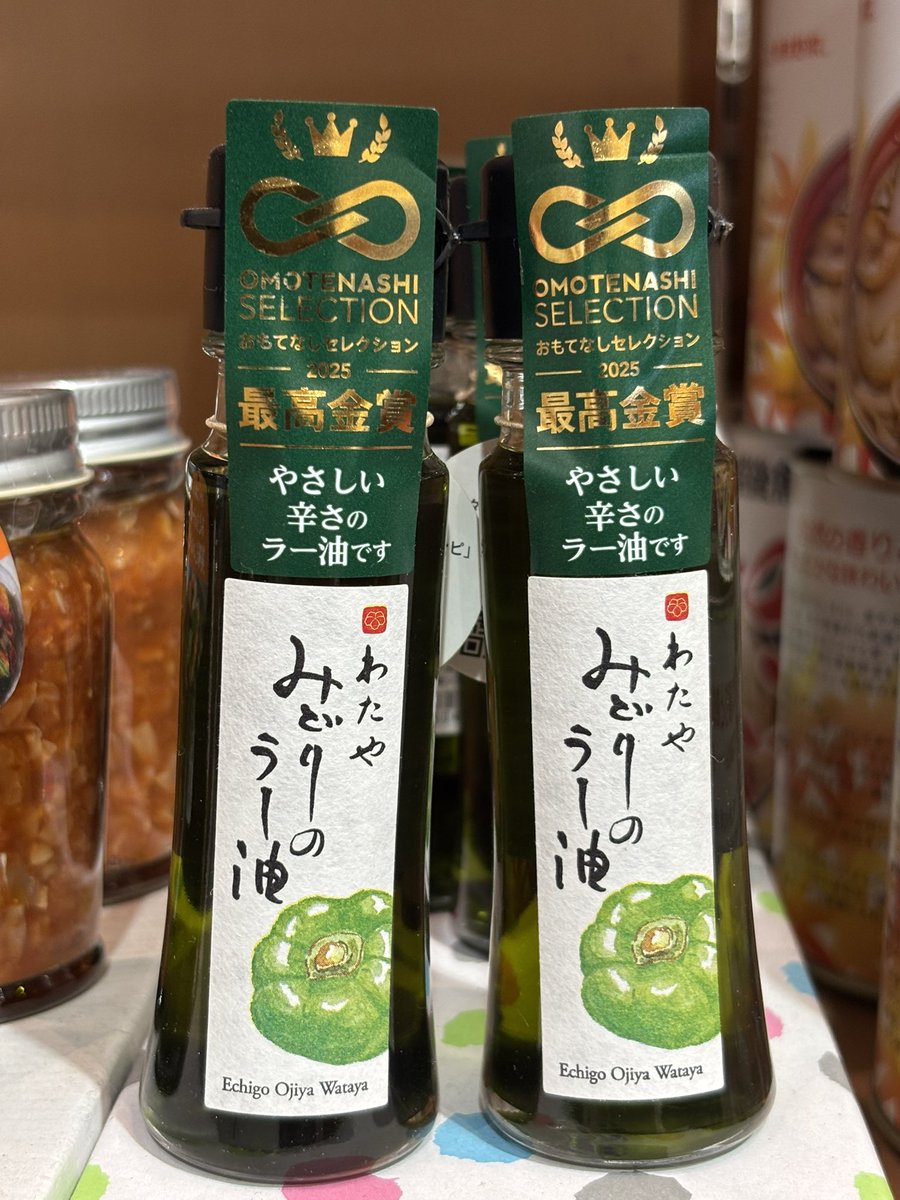 OMOTENASHI
SELECTION
おもてなしセレクション
2025
最高金賞
やさしい
辛さの
ラー油です
わたや
みどりの
ラー油
Echigo Ojiya Wataya
OMOTENASHI
SELECTION
おもてなしセレクション
2025
最高金賞
やさしい
辛さの
ラー油です
わたや
みどりの
ラー油
Echigo Ojiya Wataya